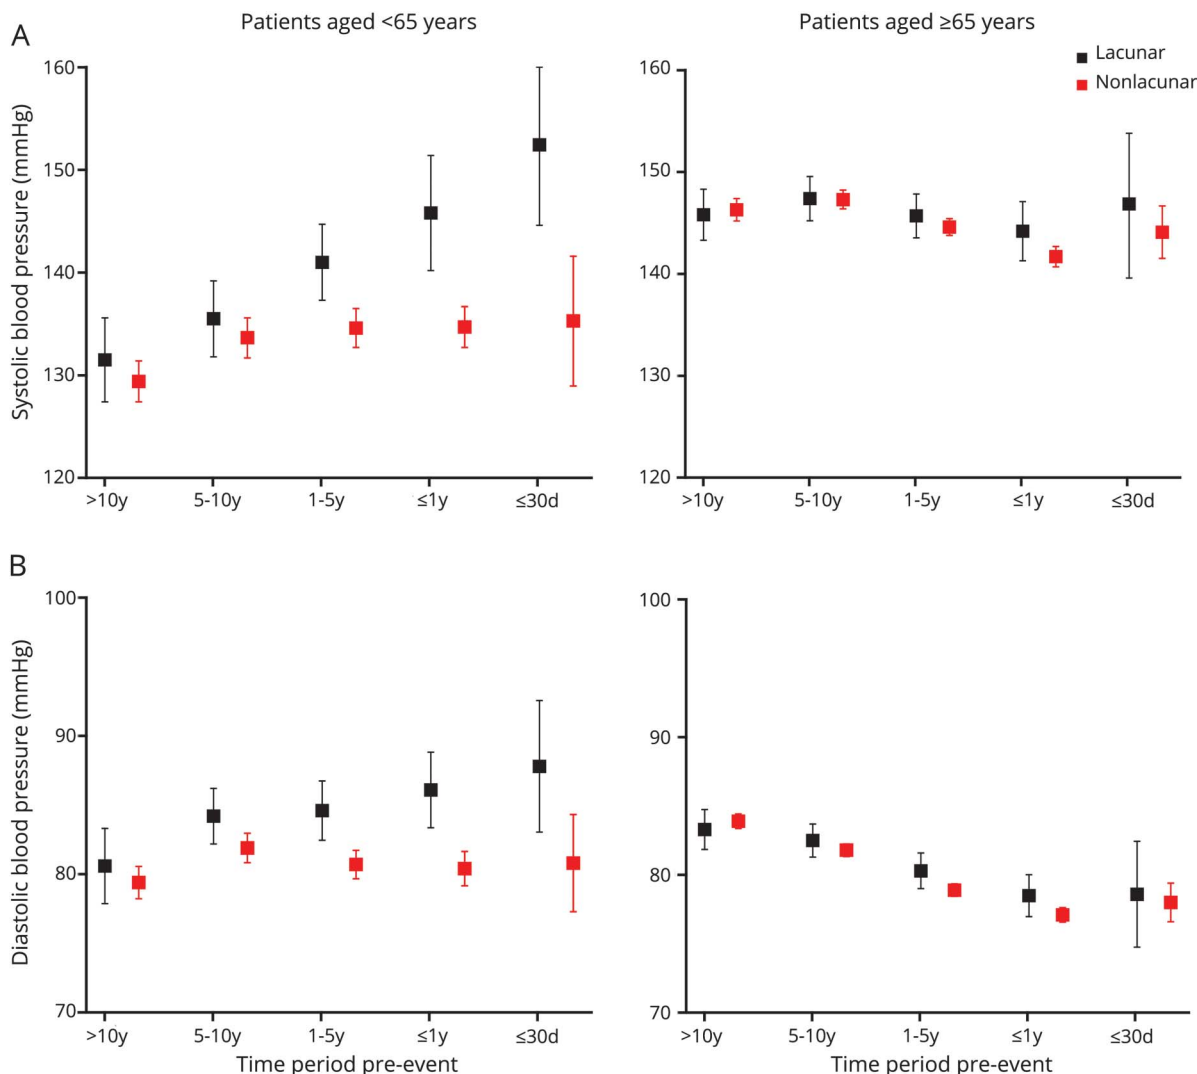 A
Patients aged <65 years
Patients aged ≥65 years
Lacunar
Nonlacunar
Systolic blood pressure (mmHg)
160
150
140
130
120
>10y 5-10y 1-5y ≤1y ≤30d
160
150
140
130
120
>10y 5-10y 1-5y ≤1y ≤30d
B
Diastolic blood pressure (mmHg)
100
90
80
70
>10y 5-10y 1-5y ≤1y ≤30d
Time period pre-event
100
90
80
70
>10y 5-10y 1-5y ≤1y ≤30d
Time period pre-event